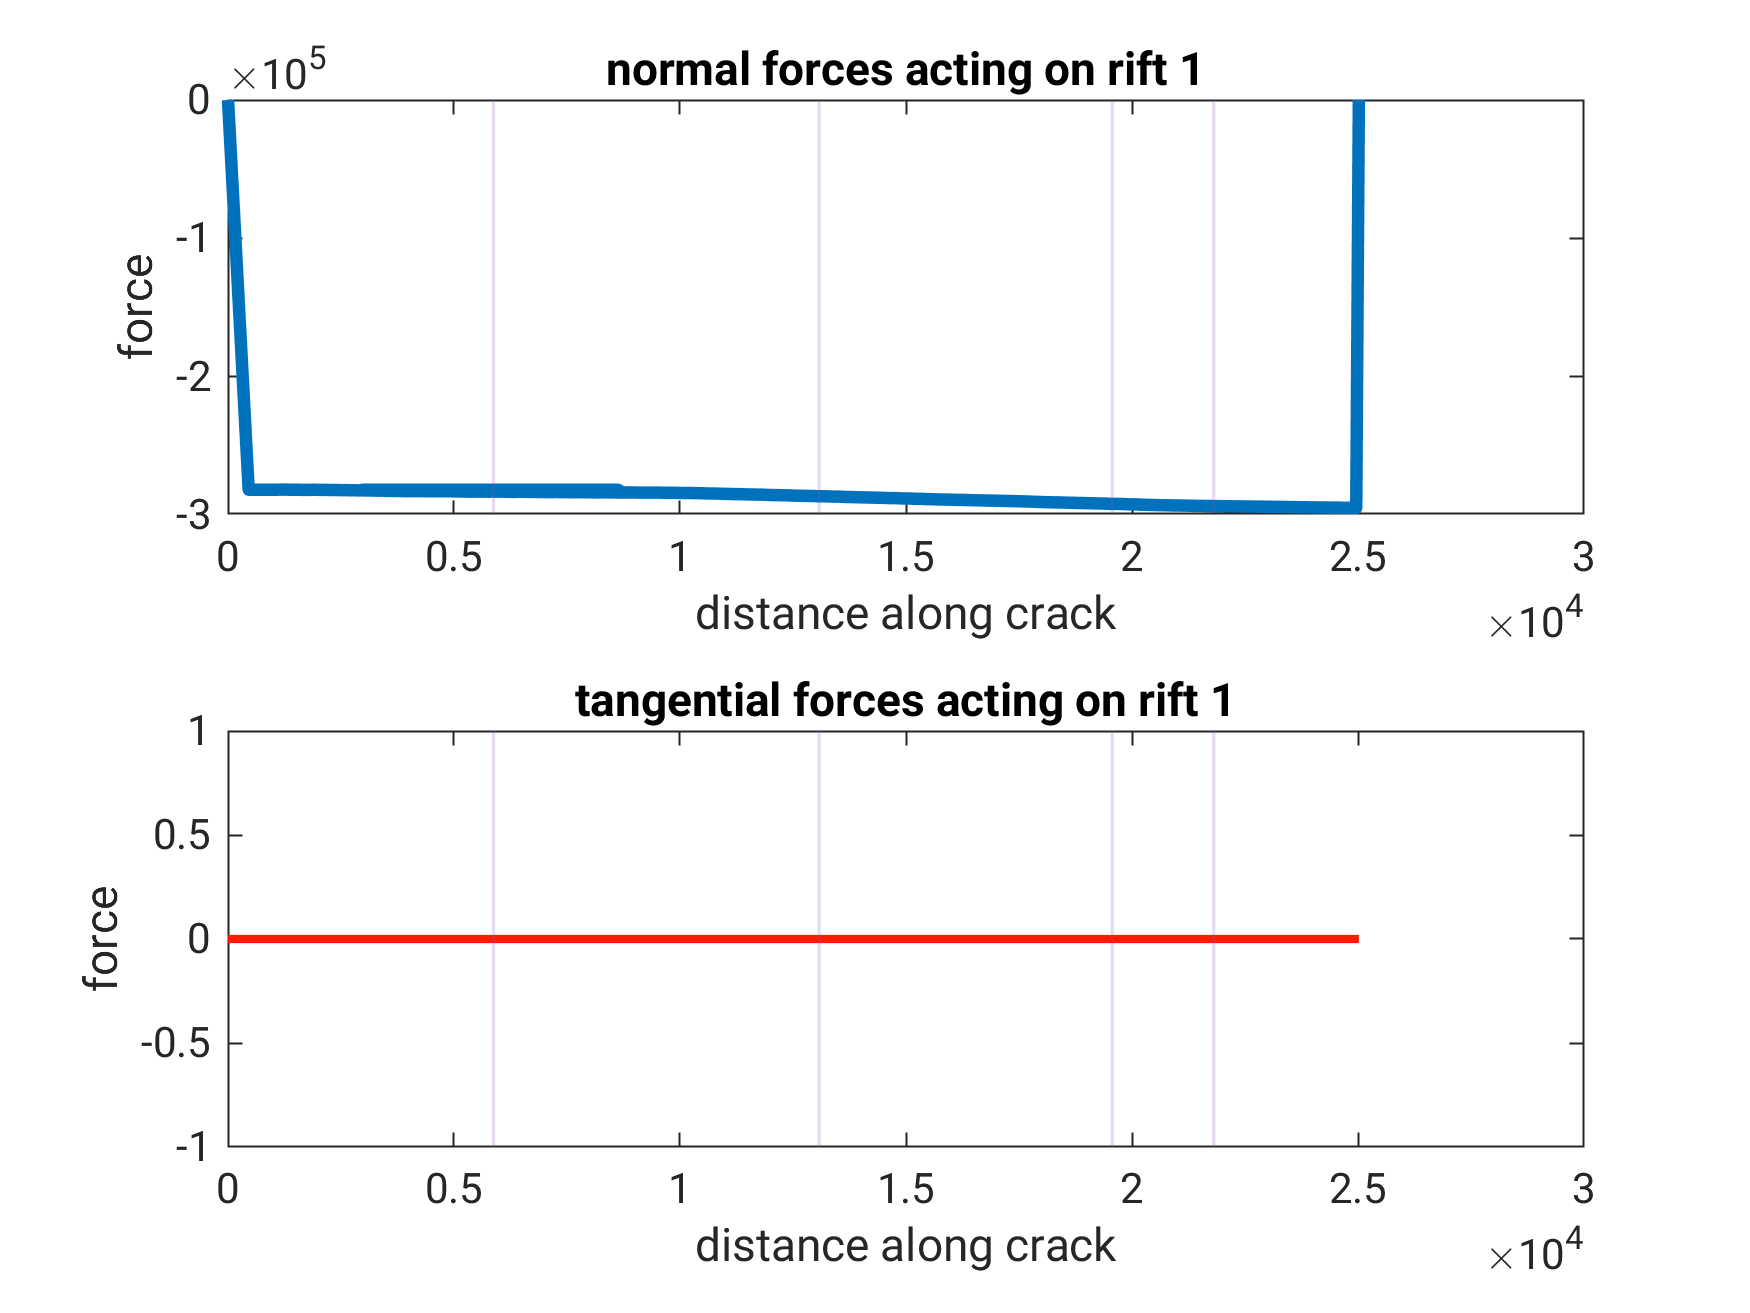 ×10^5
normal forces acting on rift 1
0
-1
-2
-3
force
0 0.5 1 1.5 2 2.5 3
distance along crack
×10^4
tangential forces acting on rift 1
1
0.5
0
-0.5
-1
force
0 0.5 1 1.5 2 2.5 3
distance along crack
×10^4